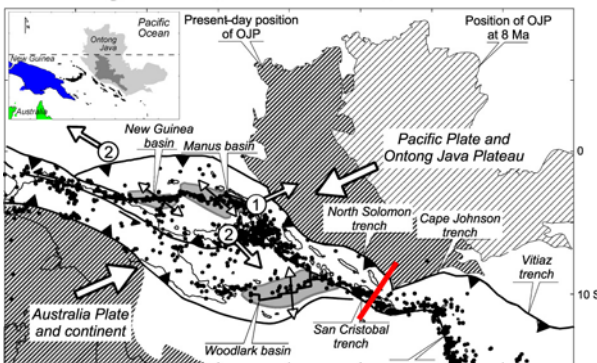 Pacific
Ocean
Ontong
Java
New Guinea
Australia
Present-day position
of OJP
Position of OJP
at 8 Ma
2
New Guinea
basin
Manus basin
Pacific Plate and
Ontong Java Plateau
0
1
2
North Solomon
trench
Cape Johnson
trench
Vitiaz
trench
Australia Plate
and continent
10 S
San Cristobal
trench
Woodlark basin